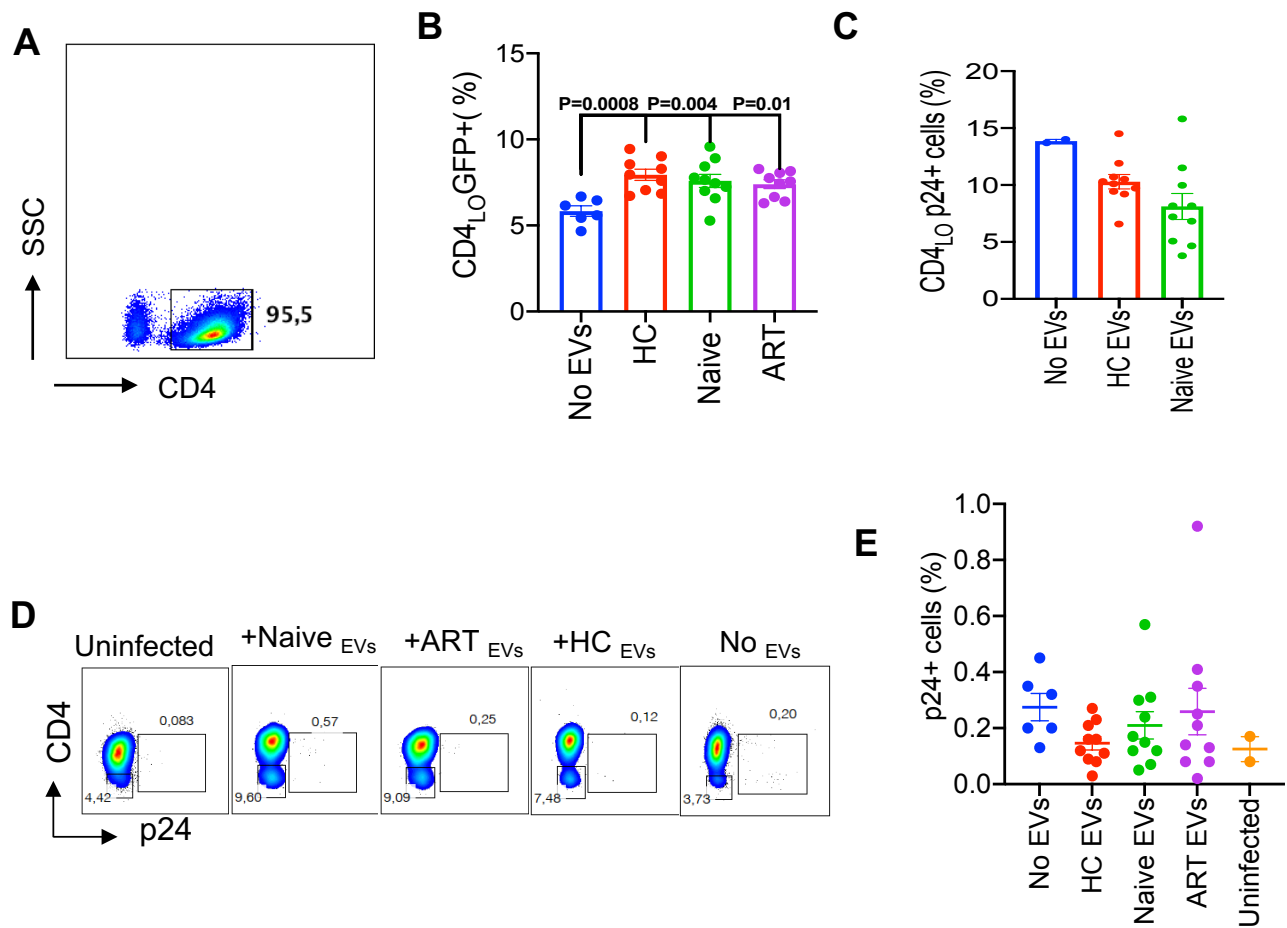 A
SSC
95,5
CD4
B
CD4LOGFP+( %)
15
10
5
0
P=0.0008
P=0.004
P=0.01
No EVs
HC
Naive
ART
C
CD4LO p24+ cells (%)
20
15
10
5
0
No EVs
HC EVs
Naive EVs
D
Uninfected
+Naive EVs
+ART EVs
+HC EVs
No EVs
CD4
0,083
4,42
0,57
9,60
0,25
9,09
0,12
7,48
0,20
3,73
p24
E
p24+ cells (%)
1.0
0.8
0.6
0.4
0.2
0.0
No EVs
HC EVs
Naive EVs
ART EVs
Uninfected